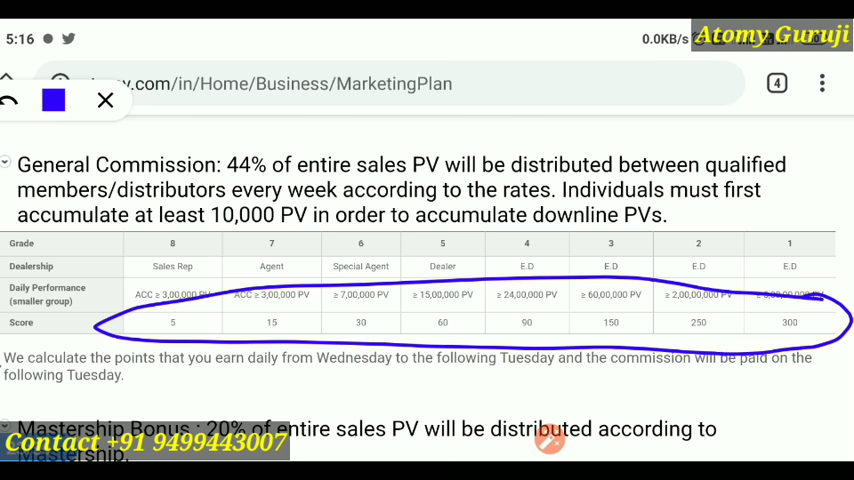 5:16
0.0KB/s
Atomy Guruji
y.com/in/Home/Business/MarketingPlan
4
General Commission: 44% of entire sales PV will be distributed between qualified
members/distributors every week according to the rates. Individuals must first
accumulate at least 10,000 PV in order to accumulate downline PVs.
Grade 8 7 6 5 4 3 2 1
Dealership Sales Rep Agent Special Agent Dealer E.D E.D E.D E.D
Daily Performance
(smaller group) ACC ≥ 3,00,000 PV ACC ≥ 3,00,000 PV ≥ 7,00,000 PV ≥ 15,00,000 PV ≥ 24,00,000 PV ≥ 60,00,000 PV ≥ 2,00,00,000 PV
Score 5 15 30 60 90 150 250 300
We calculate the points that you earn daily from Wednesday to the following Tuesday and the commission will be paid on the
following Tuesday.
Mastership Bonus : 20% of entire sales PV will be distributed according to
Mastership.
Contact +91 9499443007